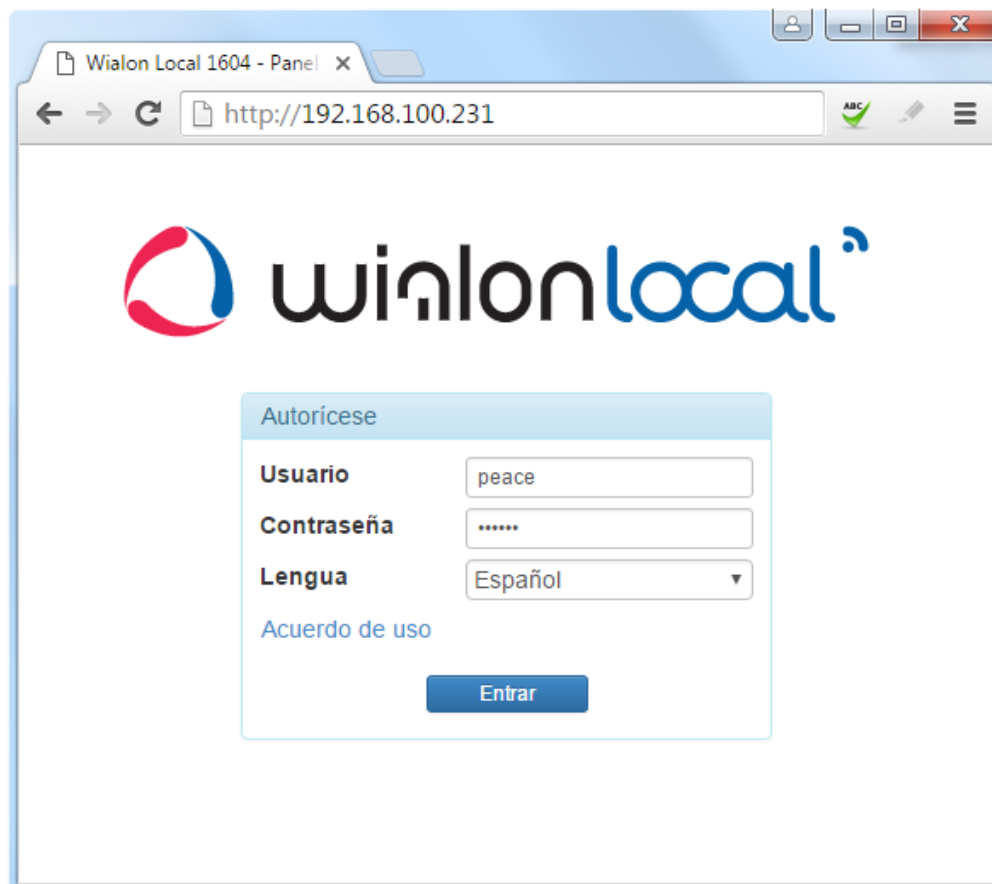 Wialon Local 1604 - Panel
http://192.168.100.231
ABC
wialonlocal
Autorícese
Usuario peace
Contraseña ••••••
Lengua Español
Acuerdo de uso
Entrar